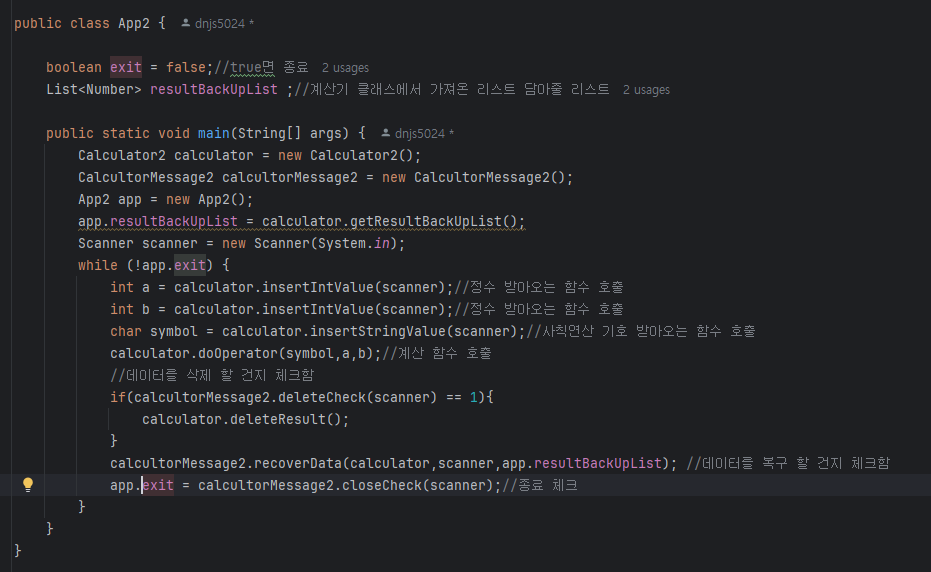 public class App2 {  dnjs5024 *
boolean exit = false;//true면 종료  2 usages
List<Number> resultBackUpList ;//계산기 클래스에서 가져온 리스트 담아줄 리스트  2 usages
public static void main(String[] args) {  dnjs5024 *
Calculator2 calculator = new Calculator2();
CalcultorMessage2 calcultorMessage2 = new CalcultorMessage2();
App2 app = new App2();
app.resultBackUpList = calculator.getResultBackUpList();
Scanner scanner = new Scanner(System.in);
while (!app.exit) {
int a = calculator.insertIntValue(scanner);//정수 받아오는 함수 호출
int b = calculator.insertIntValue(scanner);//정수 받아오는 함수 호출
char symbol = calculator.insertStringValue(scanner);//사칙연산 기호 받아오는 함수 호출
calculator.doOperator(symbol,a,b);//계산 함수 호출
//데이터를 삭제 할 건지 체크함
if(calcultorMessage2.deleteCheck(scanner) == 1){
calculator.deleteResult();
}
calcultorMessage2.recoverData(calculator,scanner,app.resultBackUpList); //데이터를 복구 할 건지 체크함
app.exit = calcultorMessage2.closeCheck(scanner);//종료 체크
}
}
}